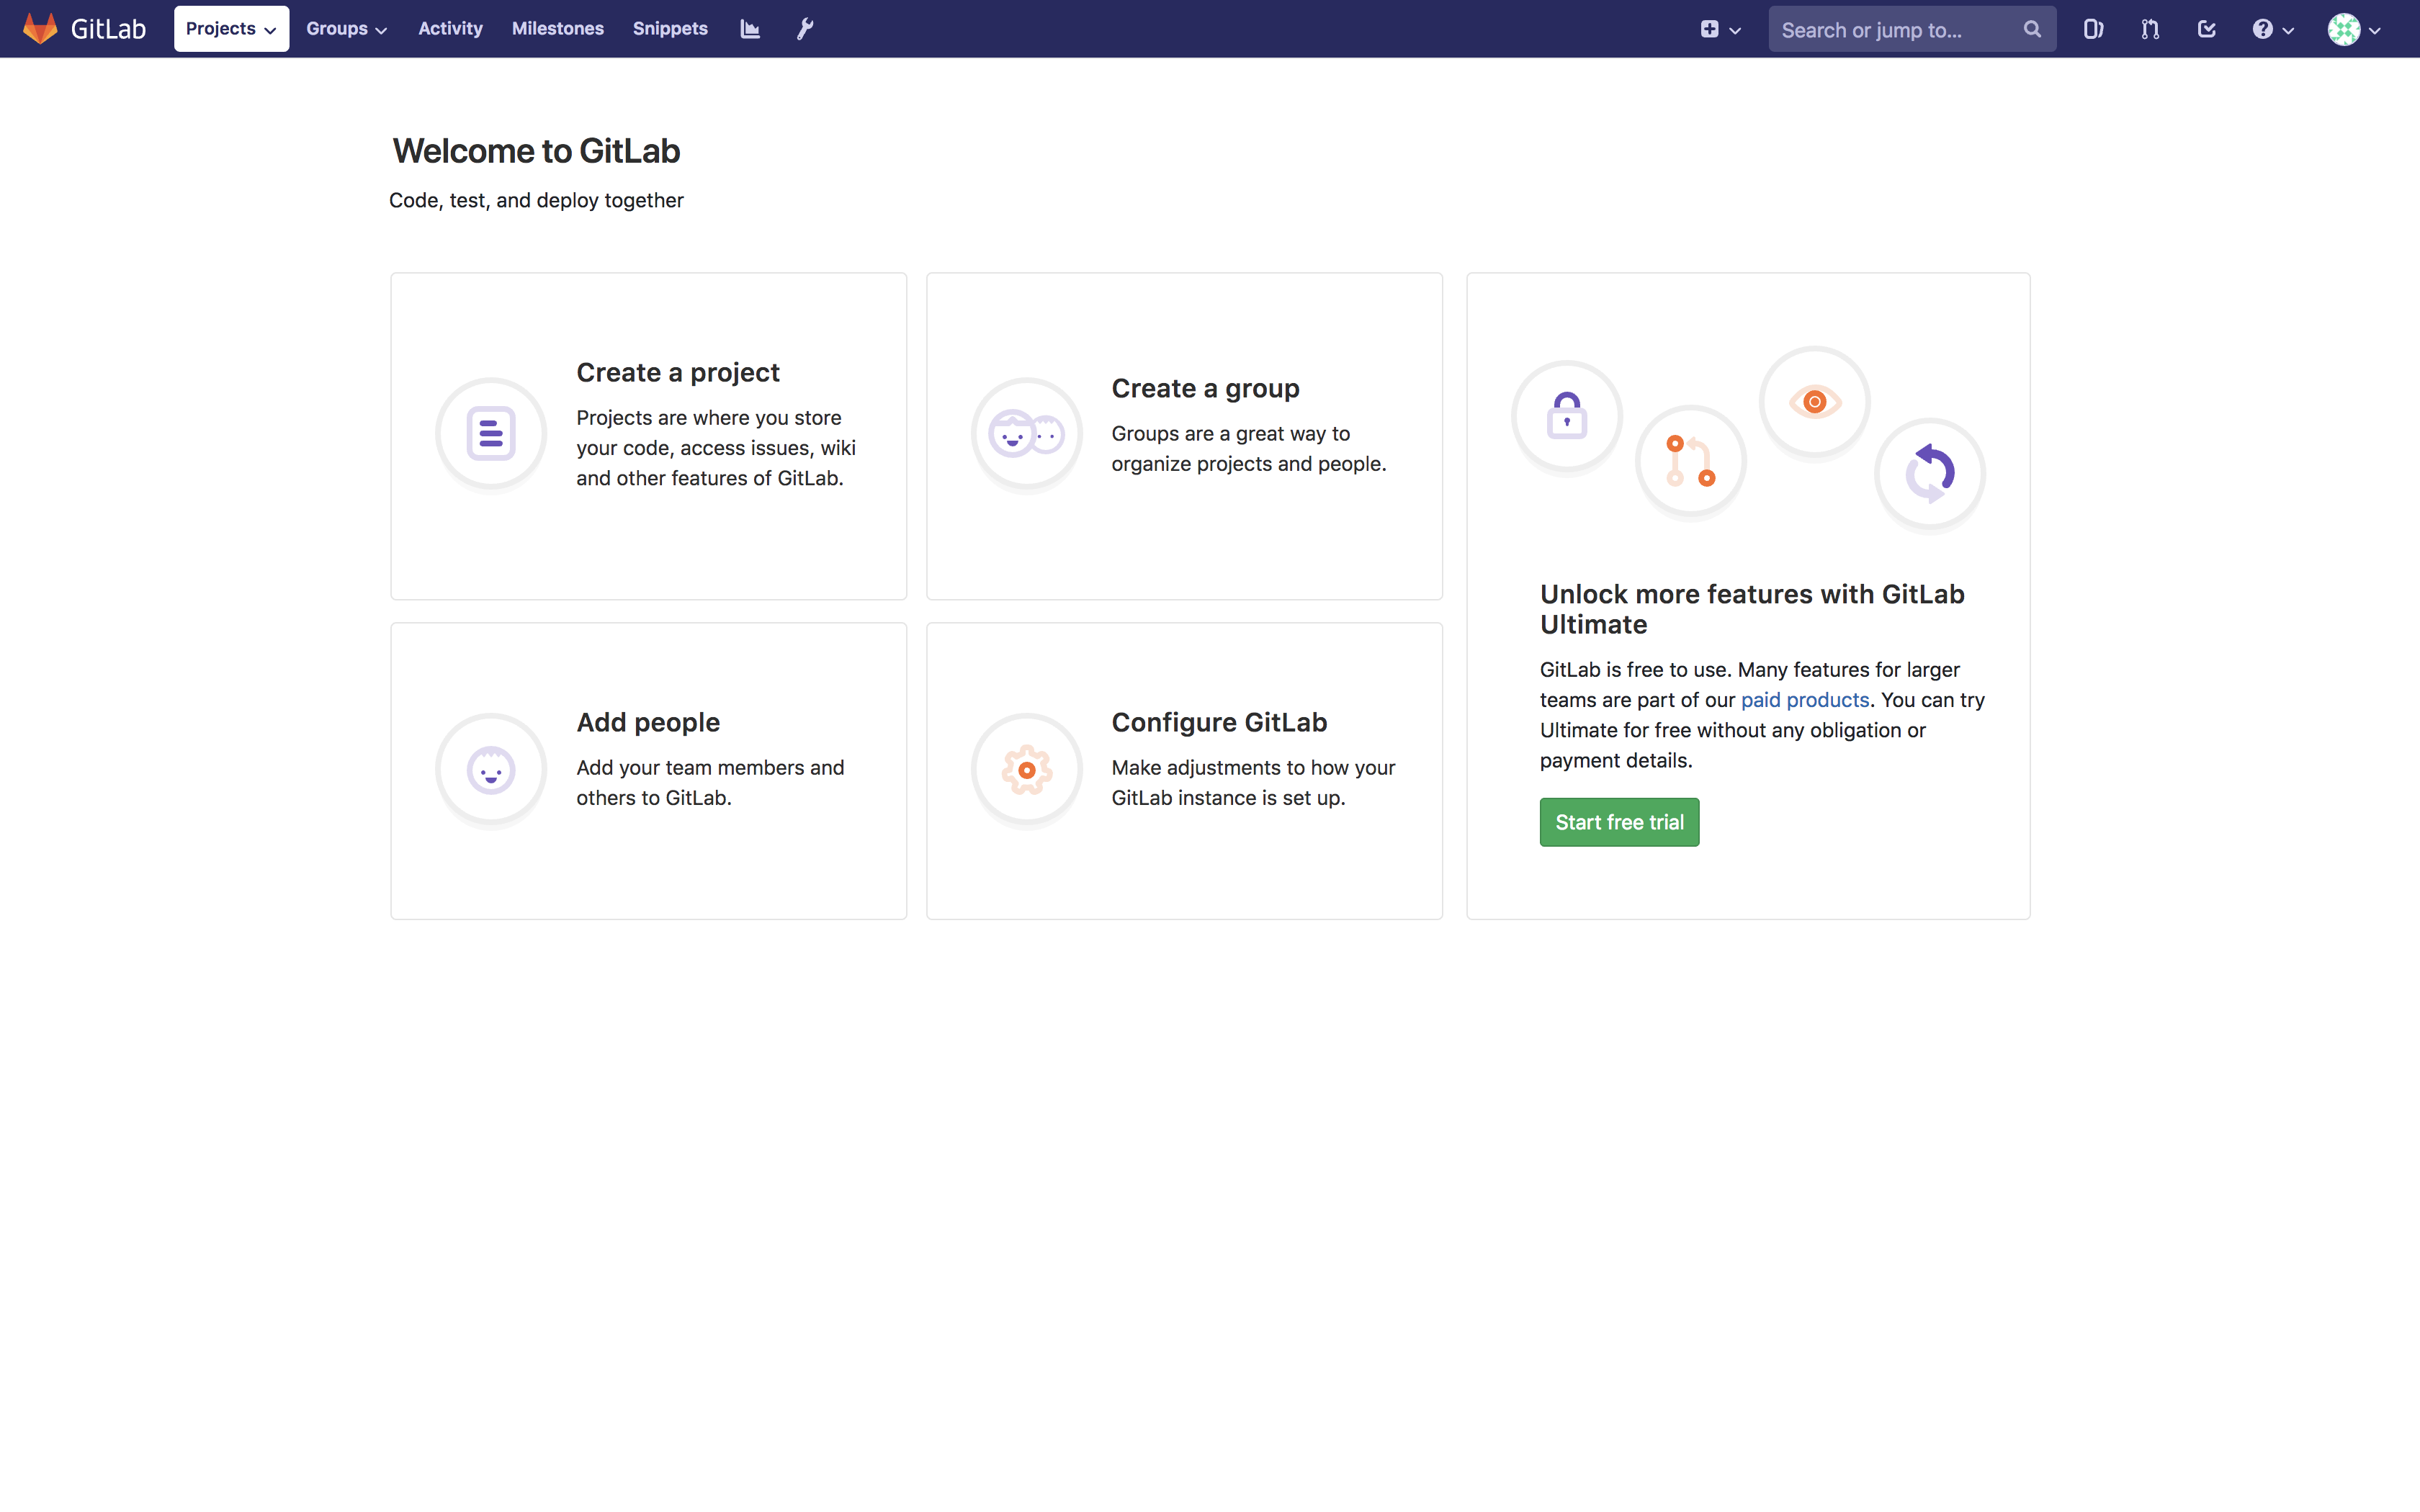 GitLab Projects Groups Activity Milestones Snippets Search or jump to...
Welcome to GitLab
Code, test, and deploy together
Create a project
Projects are where you store
your code, access issues, wiki
and other features of GitLab.
Create a group
Groups are a great way to
organize projects and people.
Add people
Add your team members and
others to GitLab.
Configure GitLab
Make adjustments to how your
GitLab instance is set up.
Unlock more features with GitLab
Ultimate
GitLab is free to use. Many features for larger
teams are part of our paid products. You can try
Ultimate for free without any obligation or
payment details.
Start free trial